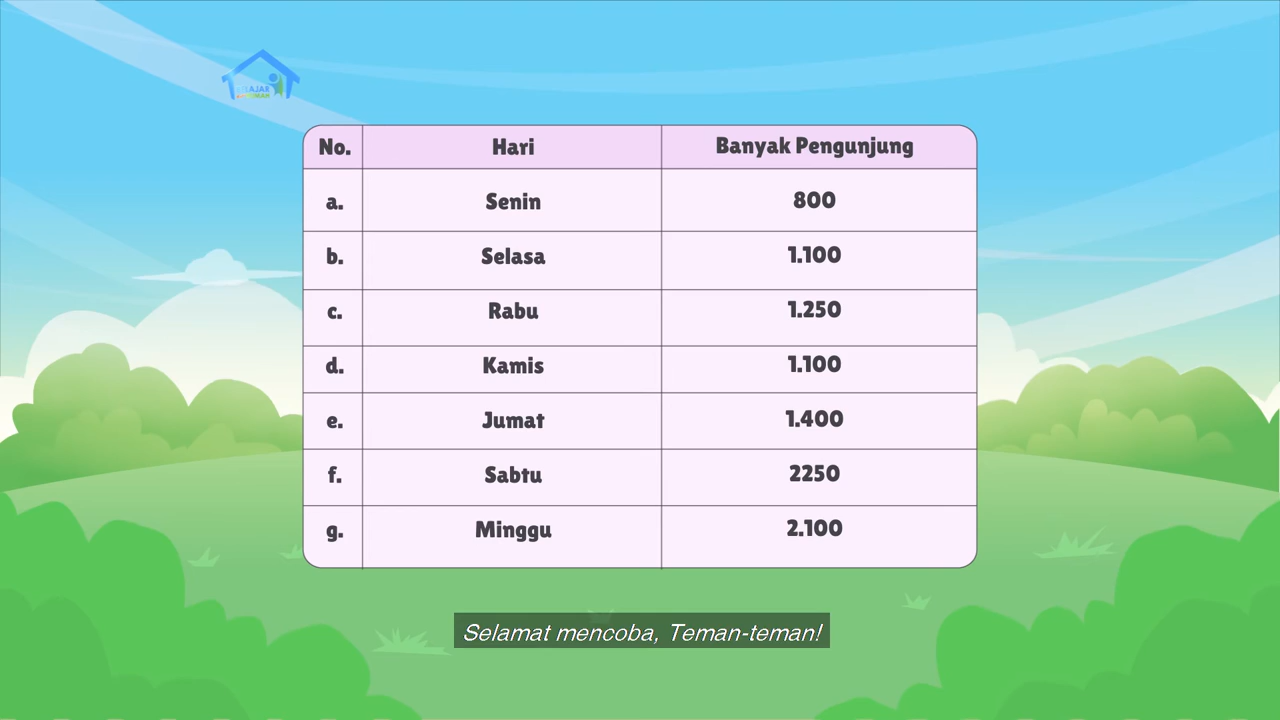 No. Hari Banyak Pengunjung
a. Senin 800
b. Selasa 1.100
c. Rabu 1.250
d. Kamis 1.100
e. Jumat 1.400
f. Sabtu 2250
g. Minggu 2.100
Selamat mencoba, Teman-teman!